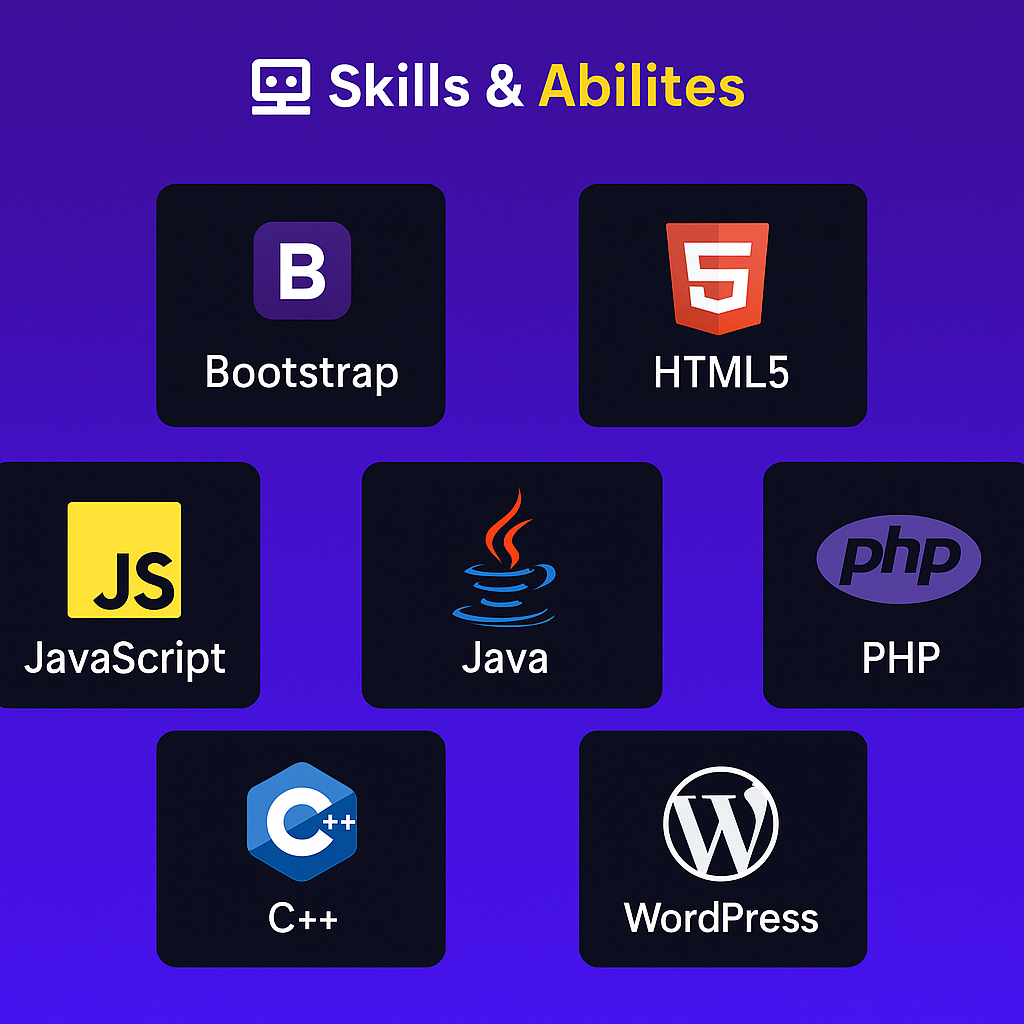 Skills & Abilites
B
5
Bootstrap
HTML5
JS
php
JavaScript
Java
PHP
C++
W
C++
WordPress